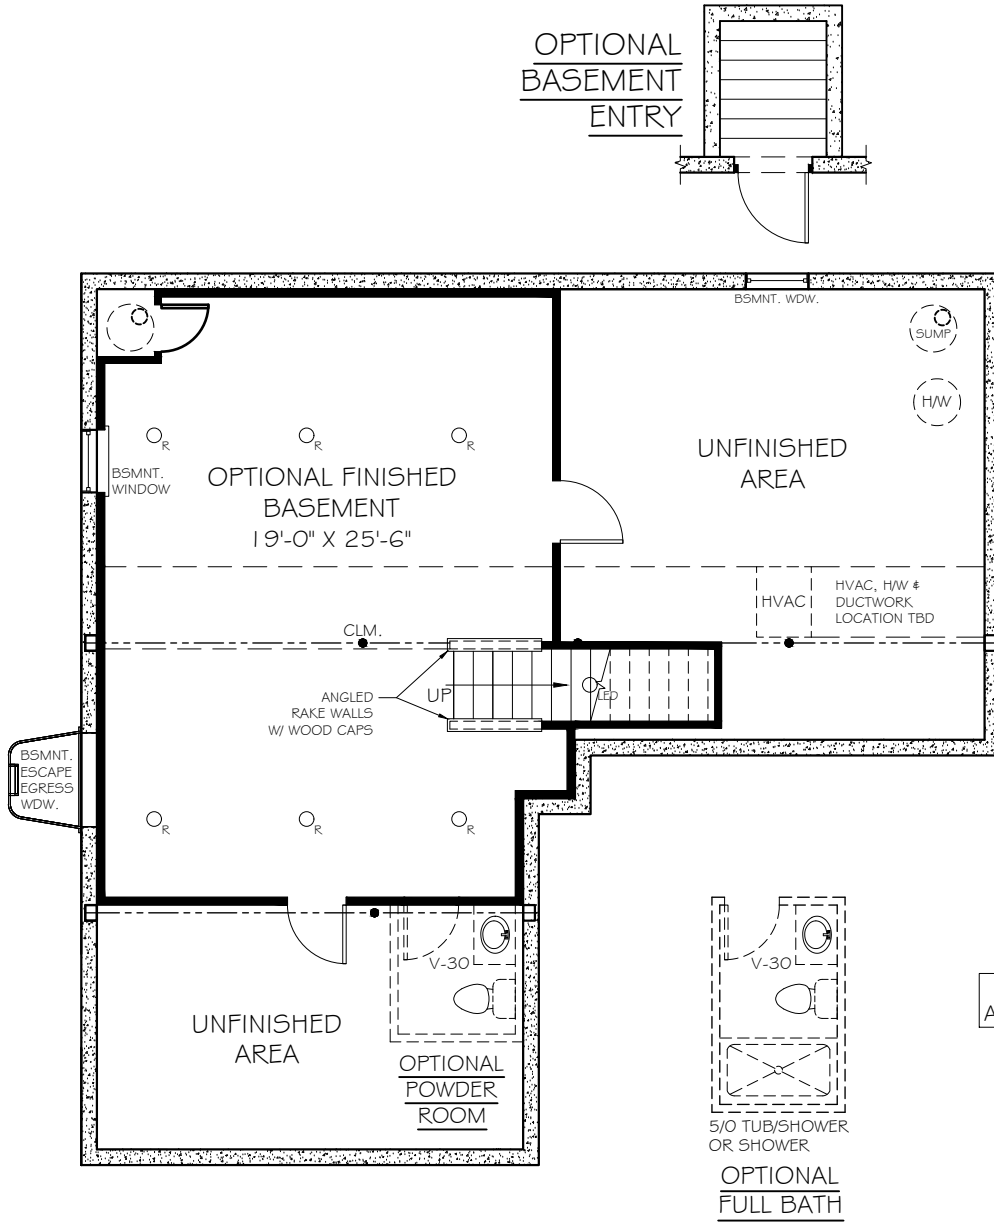 OPTIONAL
BASEMENT
ENTRY
BSMNT. WDW.
SUMP
H/W
R
R
R
UNFINISHED
AREA
BSMNT.
WINDOW
OPTIONAL FINISHED
BASEMENT
19'-0" X 25'-6"
HVAC
HVAC, H/W &
DUCTWORK
LOCATION TBD
CLM.
UP
LED
ANGLED
RAKE WALLS
W/ WOOD CAPS
BSMNT.
ESCAPE
EGRESS
WDW.
R
R
R
V-30
V-30
UNFINISHED
AREA
A
OPTIONAL
POWDER
ROOM
5/0 TUB/SHOWER
OR SHOWER
OPTIONAL
FULL BATH